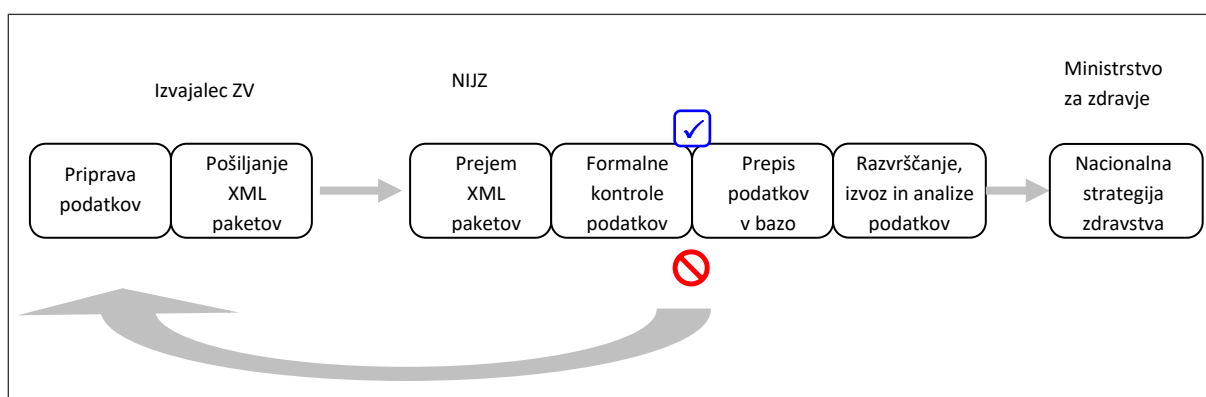 Izvajalec ZV
NIJZ
Ministrstvo
za zdravje
Priprava
podatkov
Pošiljanje
XML
paketov
Prejem
XML
paketov
Formalne
kontrole
podatkov
Prepis
podatkov
v bazo
Razvrščanje,
izvoz in analize
podatkov
Nacionalna
strategija
zdravstva